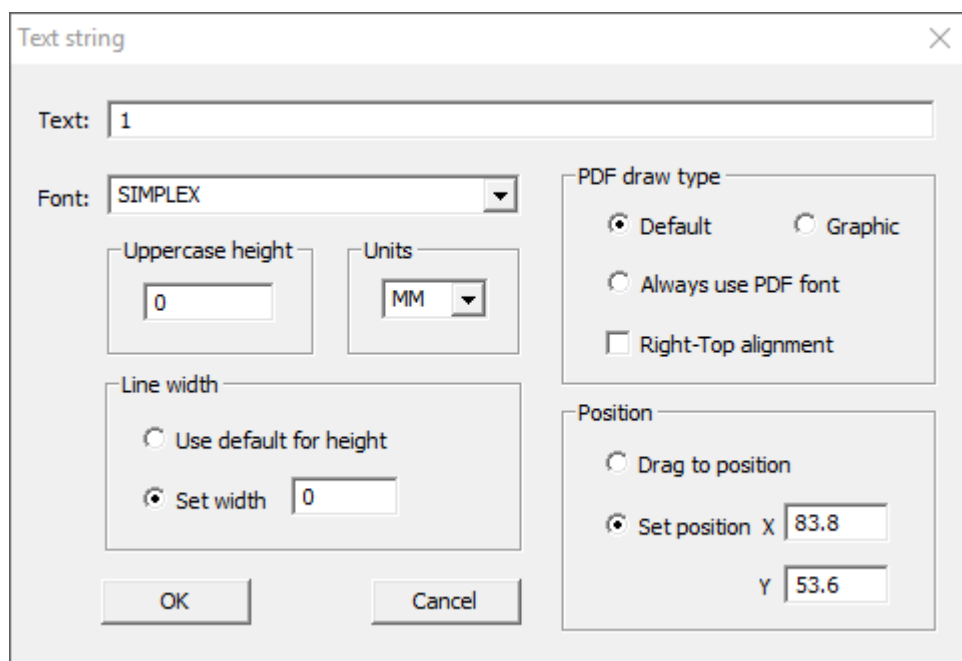 Text string
Text: 1
Font: SIMPLEX
Uppercase height
0
Units
MM
Line width
Use default for height
Set width 0
OK
Cancel
PDF draw type
Default
Graphic
Always use PDF font
Right-Top alignment
Position
Drag to position
Set position X 83.8
Y 53.6